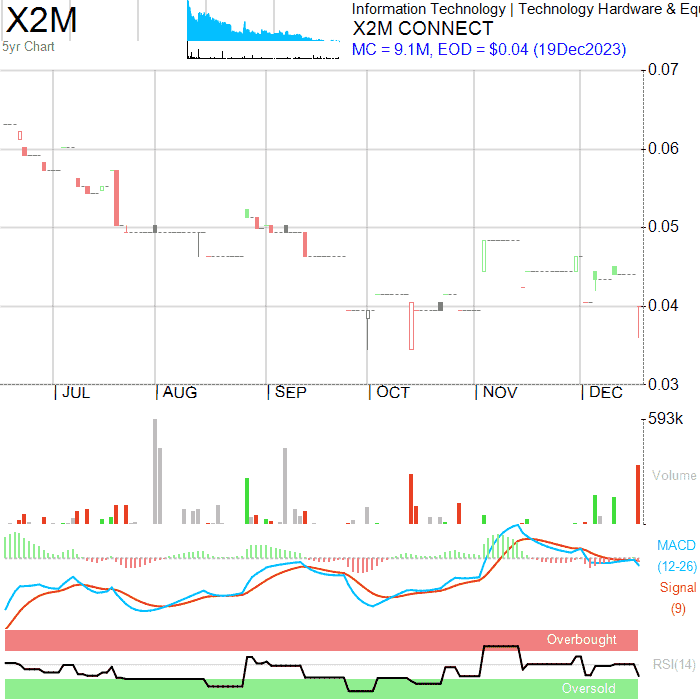 X2M
5yr Chart
Information Technology | Technology Hardware & Equ
X2M CONNECT
MC = 9.1M, EOD = $0.04 (19Dec2023)
0.07
0.06
0.05
0.04
0.03
| JUL | AUG | SEP | OCT | NOV | DEC
593k
Volume
MACD
(12-26)
Signal
(9)
Overbought
RSI(14)
Oversold